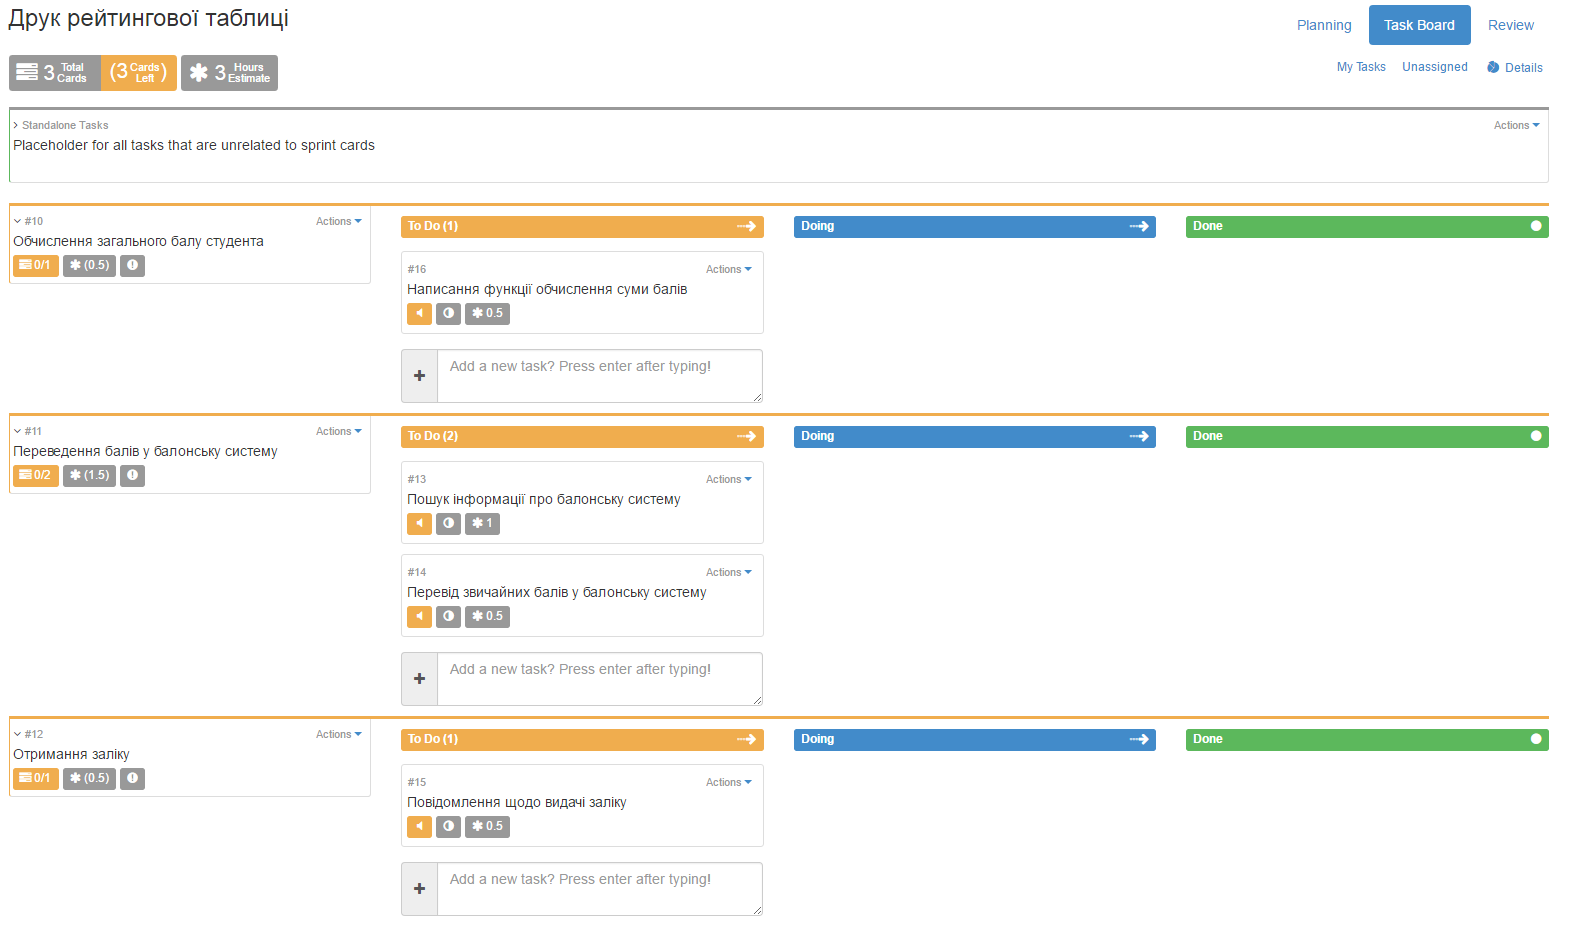 Друк рейтингової таблиці
Planning
Task Board
Review
3 Total Cards
(3 Cards Left)
3 Hours Estimate
My Tasks
Unassigned
Details
Standalone Tasks
Actions
Placeholder for all tasks that are unrelated to sprint cards
#10
Actions
Обчислення загального балу студента
0/1
(0.5)
To Do (1)
Doing
Done
#16
Actions
Написання функції обчислення суми балів
0.5
Add a new task? Press enter after typing!
#11
Actions
Переведення балів у балонську систему
0/2
(1.5)
To Do (2)
Doing
Done
#13
Actions
Пошук інформації про балонську систему
1
#14
Actions
Перевід звичайних балів у балонську систему
0.5
Add a new task? Press enter after typing!
#12
Actions
Отримання заліку
0/1
(0.5)
To Do (1)
Doing
Done
#15
Actions
Повідомлення щодо видачі заліку
0.5
Add a new task? Press enter after typing!